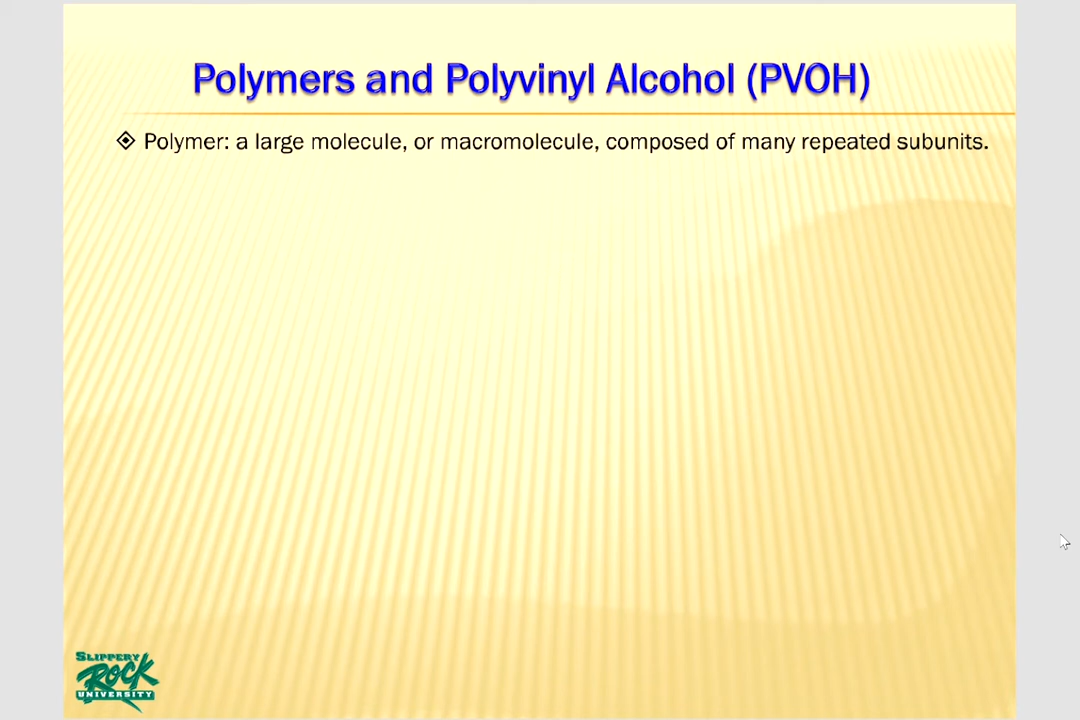 Polymers and Polyvinyl Alcohol (PVOH)
Polymer: a large molecule, or macromolecule, composed of many repeated subunits.
SLIPPERY
ROCK
UNIVERSITY